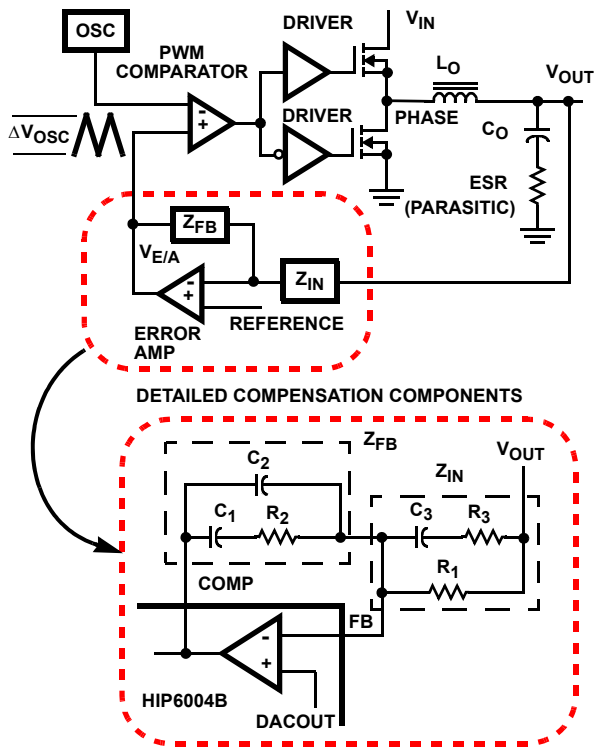 OSC
PWM
COMPARATOR
DRIVER
VIN
LO
VOUT
ΔVOSC
-
+
DRIVER
PHASE
CO
ESR
(PARASITIC)
ZFB
VE/A
-
+
ZIN
REFERENCE
ERROR
AMP
DETAILED COMPENSATION COMPONENTS
ZFB
VOUT
C2
ZIN
C1
R2
C3
R3
COMP
R1
FB
-
+
HIP6004B
DACOUT